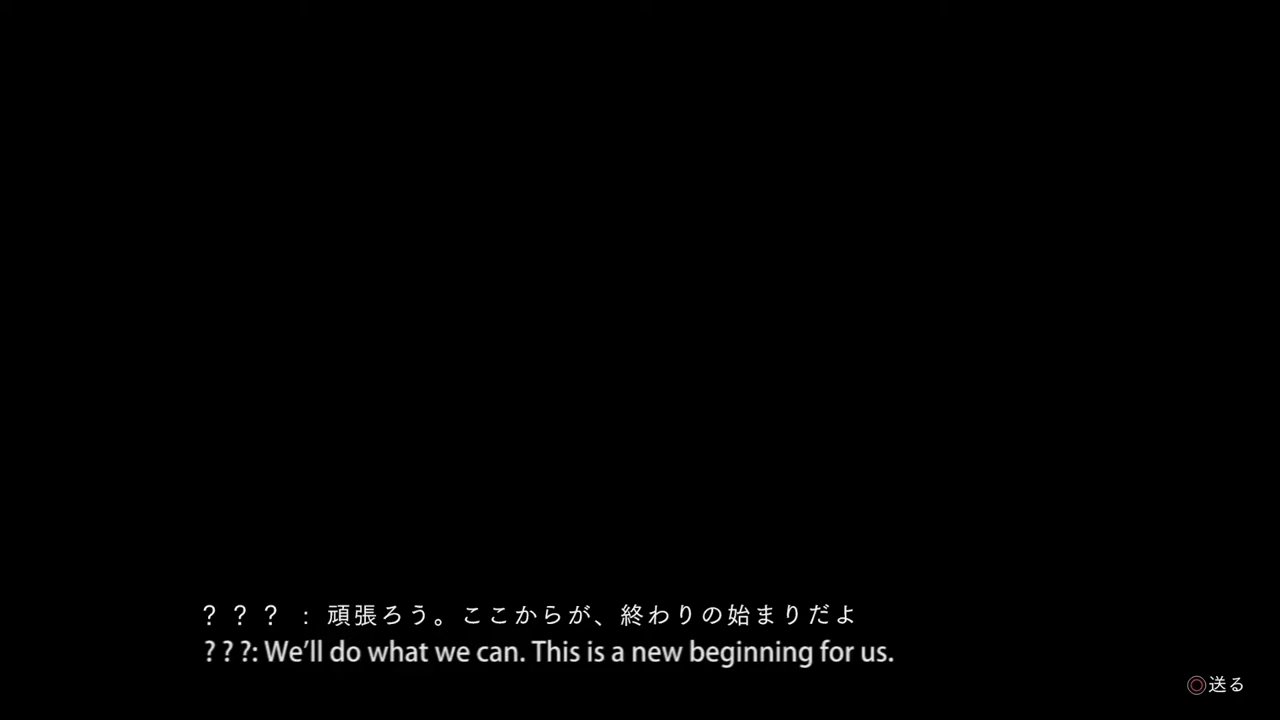 ？？？ : 頑張ろう。ここからが、終わりの始まりだよ
? ? ?: We'll do what we can. This is a new beginning for us.
◎送る